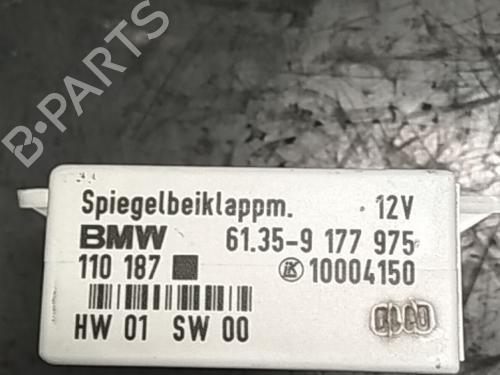 B-PARTS
Spiegelbeiklappm. 12V
BMW 61.35-9 177 975
110 187 10004150
HW 01 SW 00